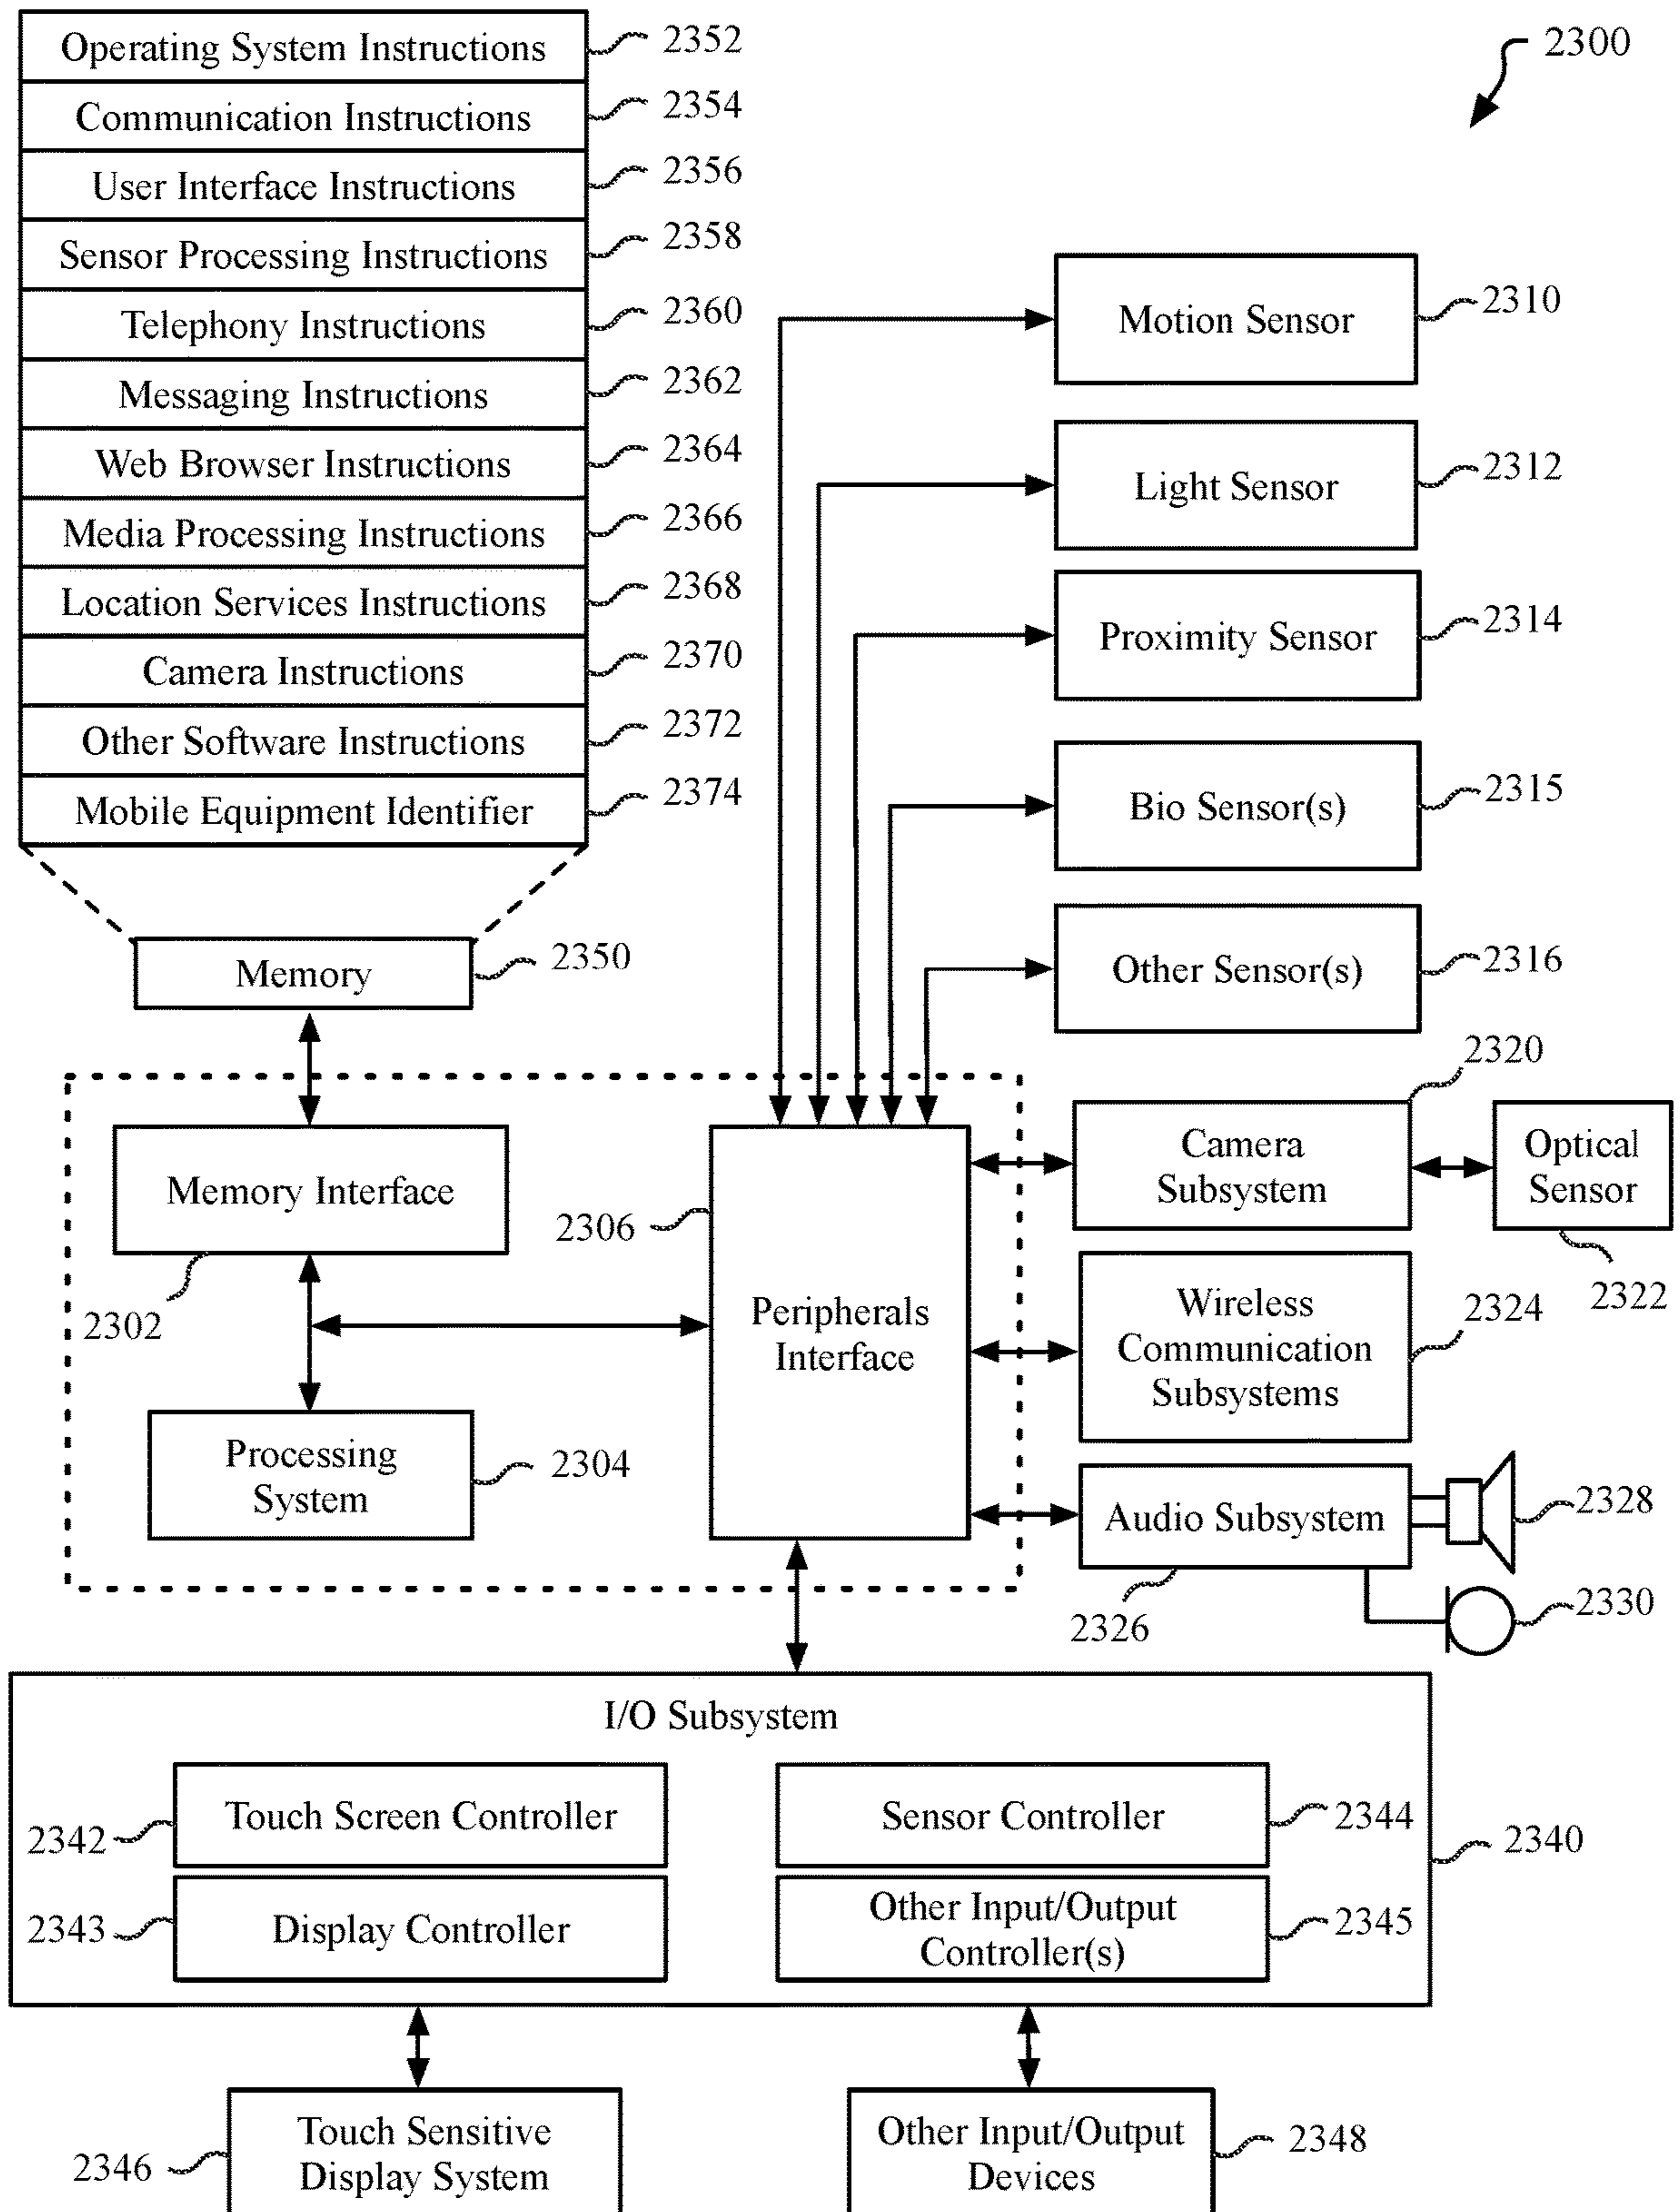 Operating System Instructions 2352
2300
Communication Instructions 2354
User Interface Instructions 2356
Sensor Processing Instructions 2358
Telephony Instructions 2360
Messaging Instructions 2362
Web Browser Instructions 2364
Media Processing Instructions 2366
Location Services Instructions 2368
Camera Instructions 2370
Other Software Instructions 2372
Mobile Equipment Identifier 2374
Memory 2350
Motion Sensor 2310
Light Sensor 2312
Proximity Sensor 2314
Bio Sensor(s) 2315
Other Sensor(s) 2316
Memory Interface
2302
Processing
System
2304
2306
Peripherals
Interface
2320
Camera
Subsystem
Optical
Sensor
2322
Wireless
Communication
Subsystems
2324
Audio Subsystem
2326
2328
2330
I/O Subsystem
2340
2342
Touch Screen Controller
Sensor Controller
2344
2343
Display Controller
Other Input/Output
Controller(s)
2345
2346
Touch Sensitive
Display System
Other Input/Output
Devices
2348